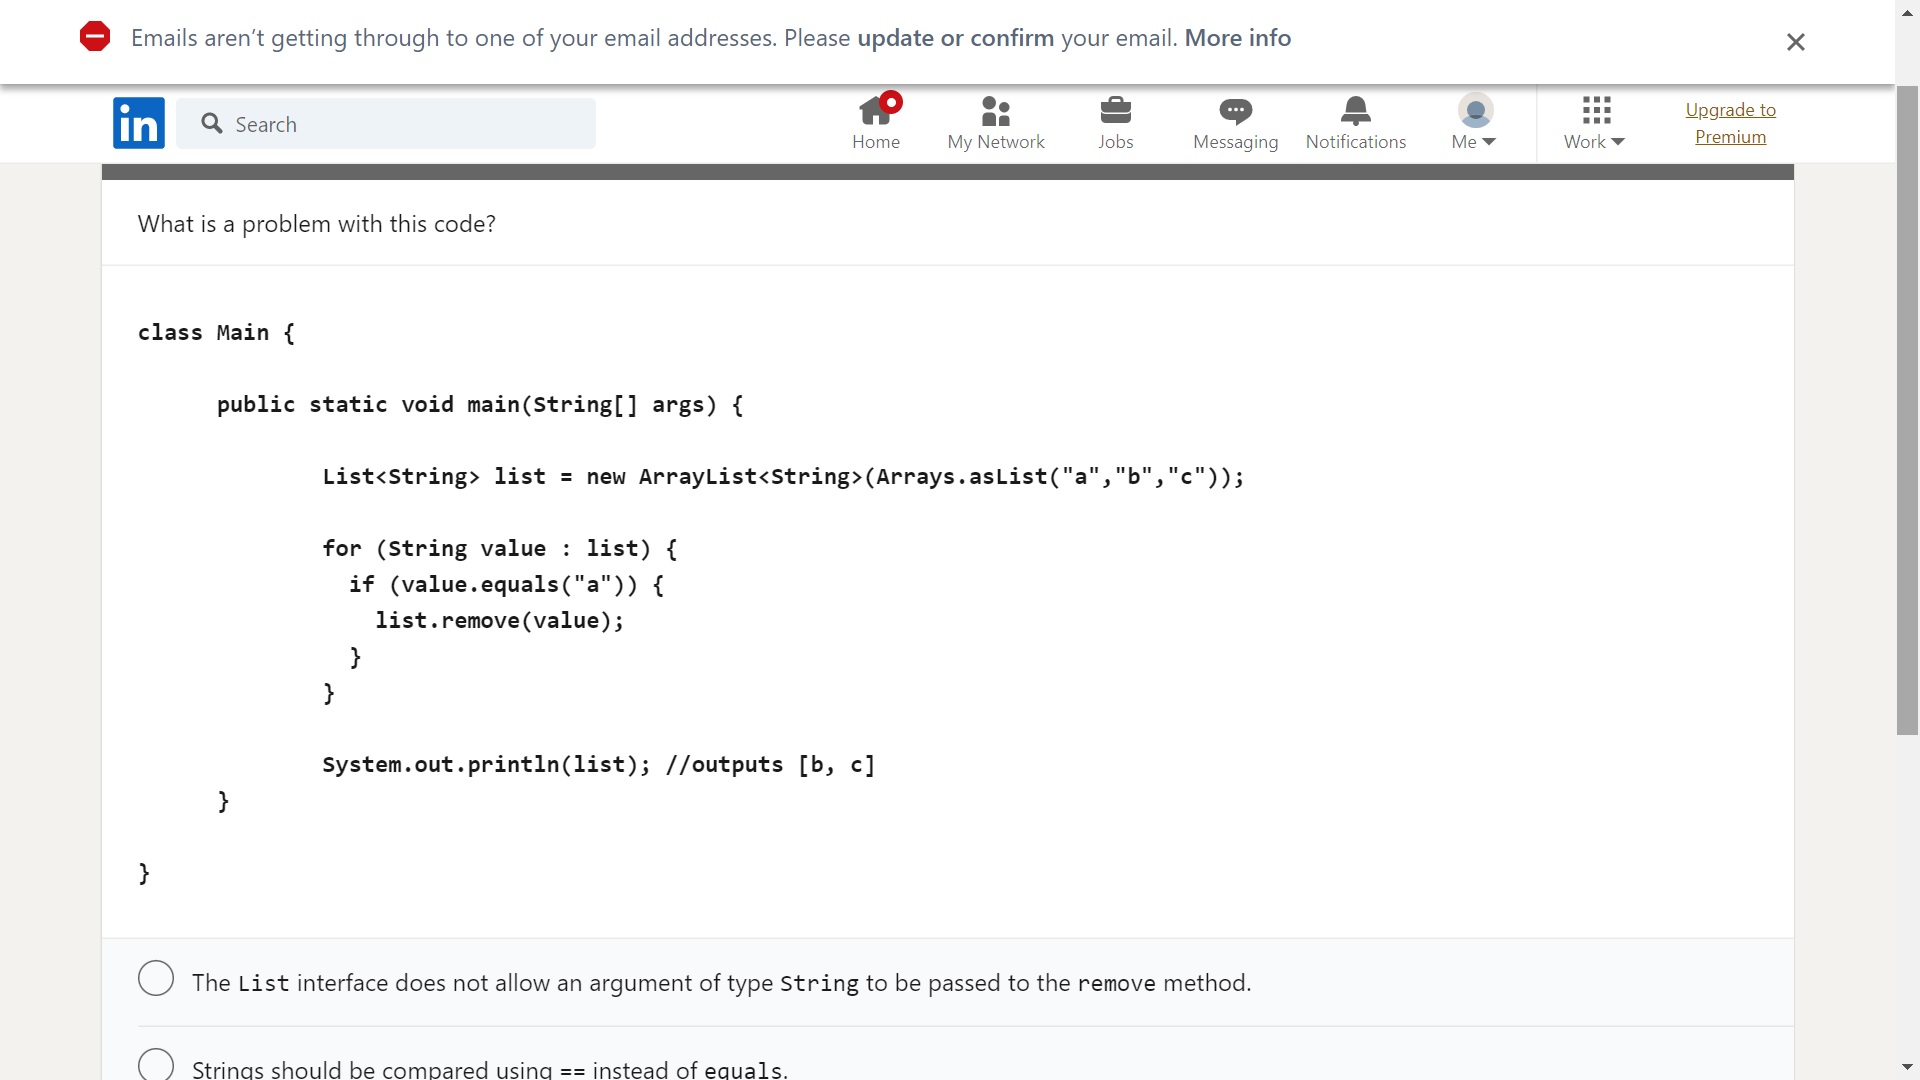 Emails aren't getting through to one of your email addresses. Please update or confirm your email. More info
in
Search
Home
My Network
Jobs
Messaging
Notifications
Me
Work
Upgrade to
Premium
What is a problem with this code?
class Main {
public static void main(String[] args) {
List<String> list = new ArrayList<String>(Arrays.asList("a","b","c"));
for (String value : list) {
if (value.equals("a")) {
list.remove(value);
}
}
System.out.println(list); //outputs [b, c]
}
}
The List interface does not allow an argument of type String to be passed to the remove method.
Strings should be compared using == instead of equals.